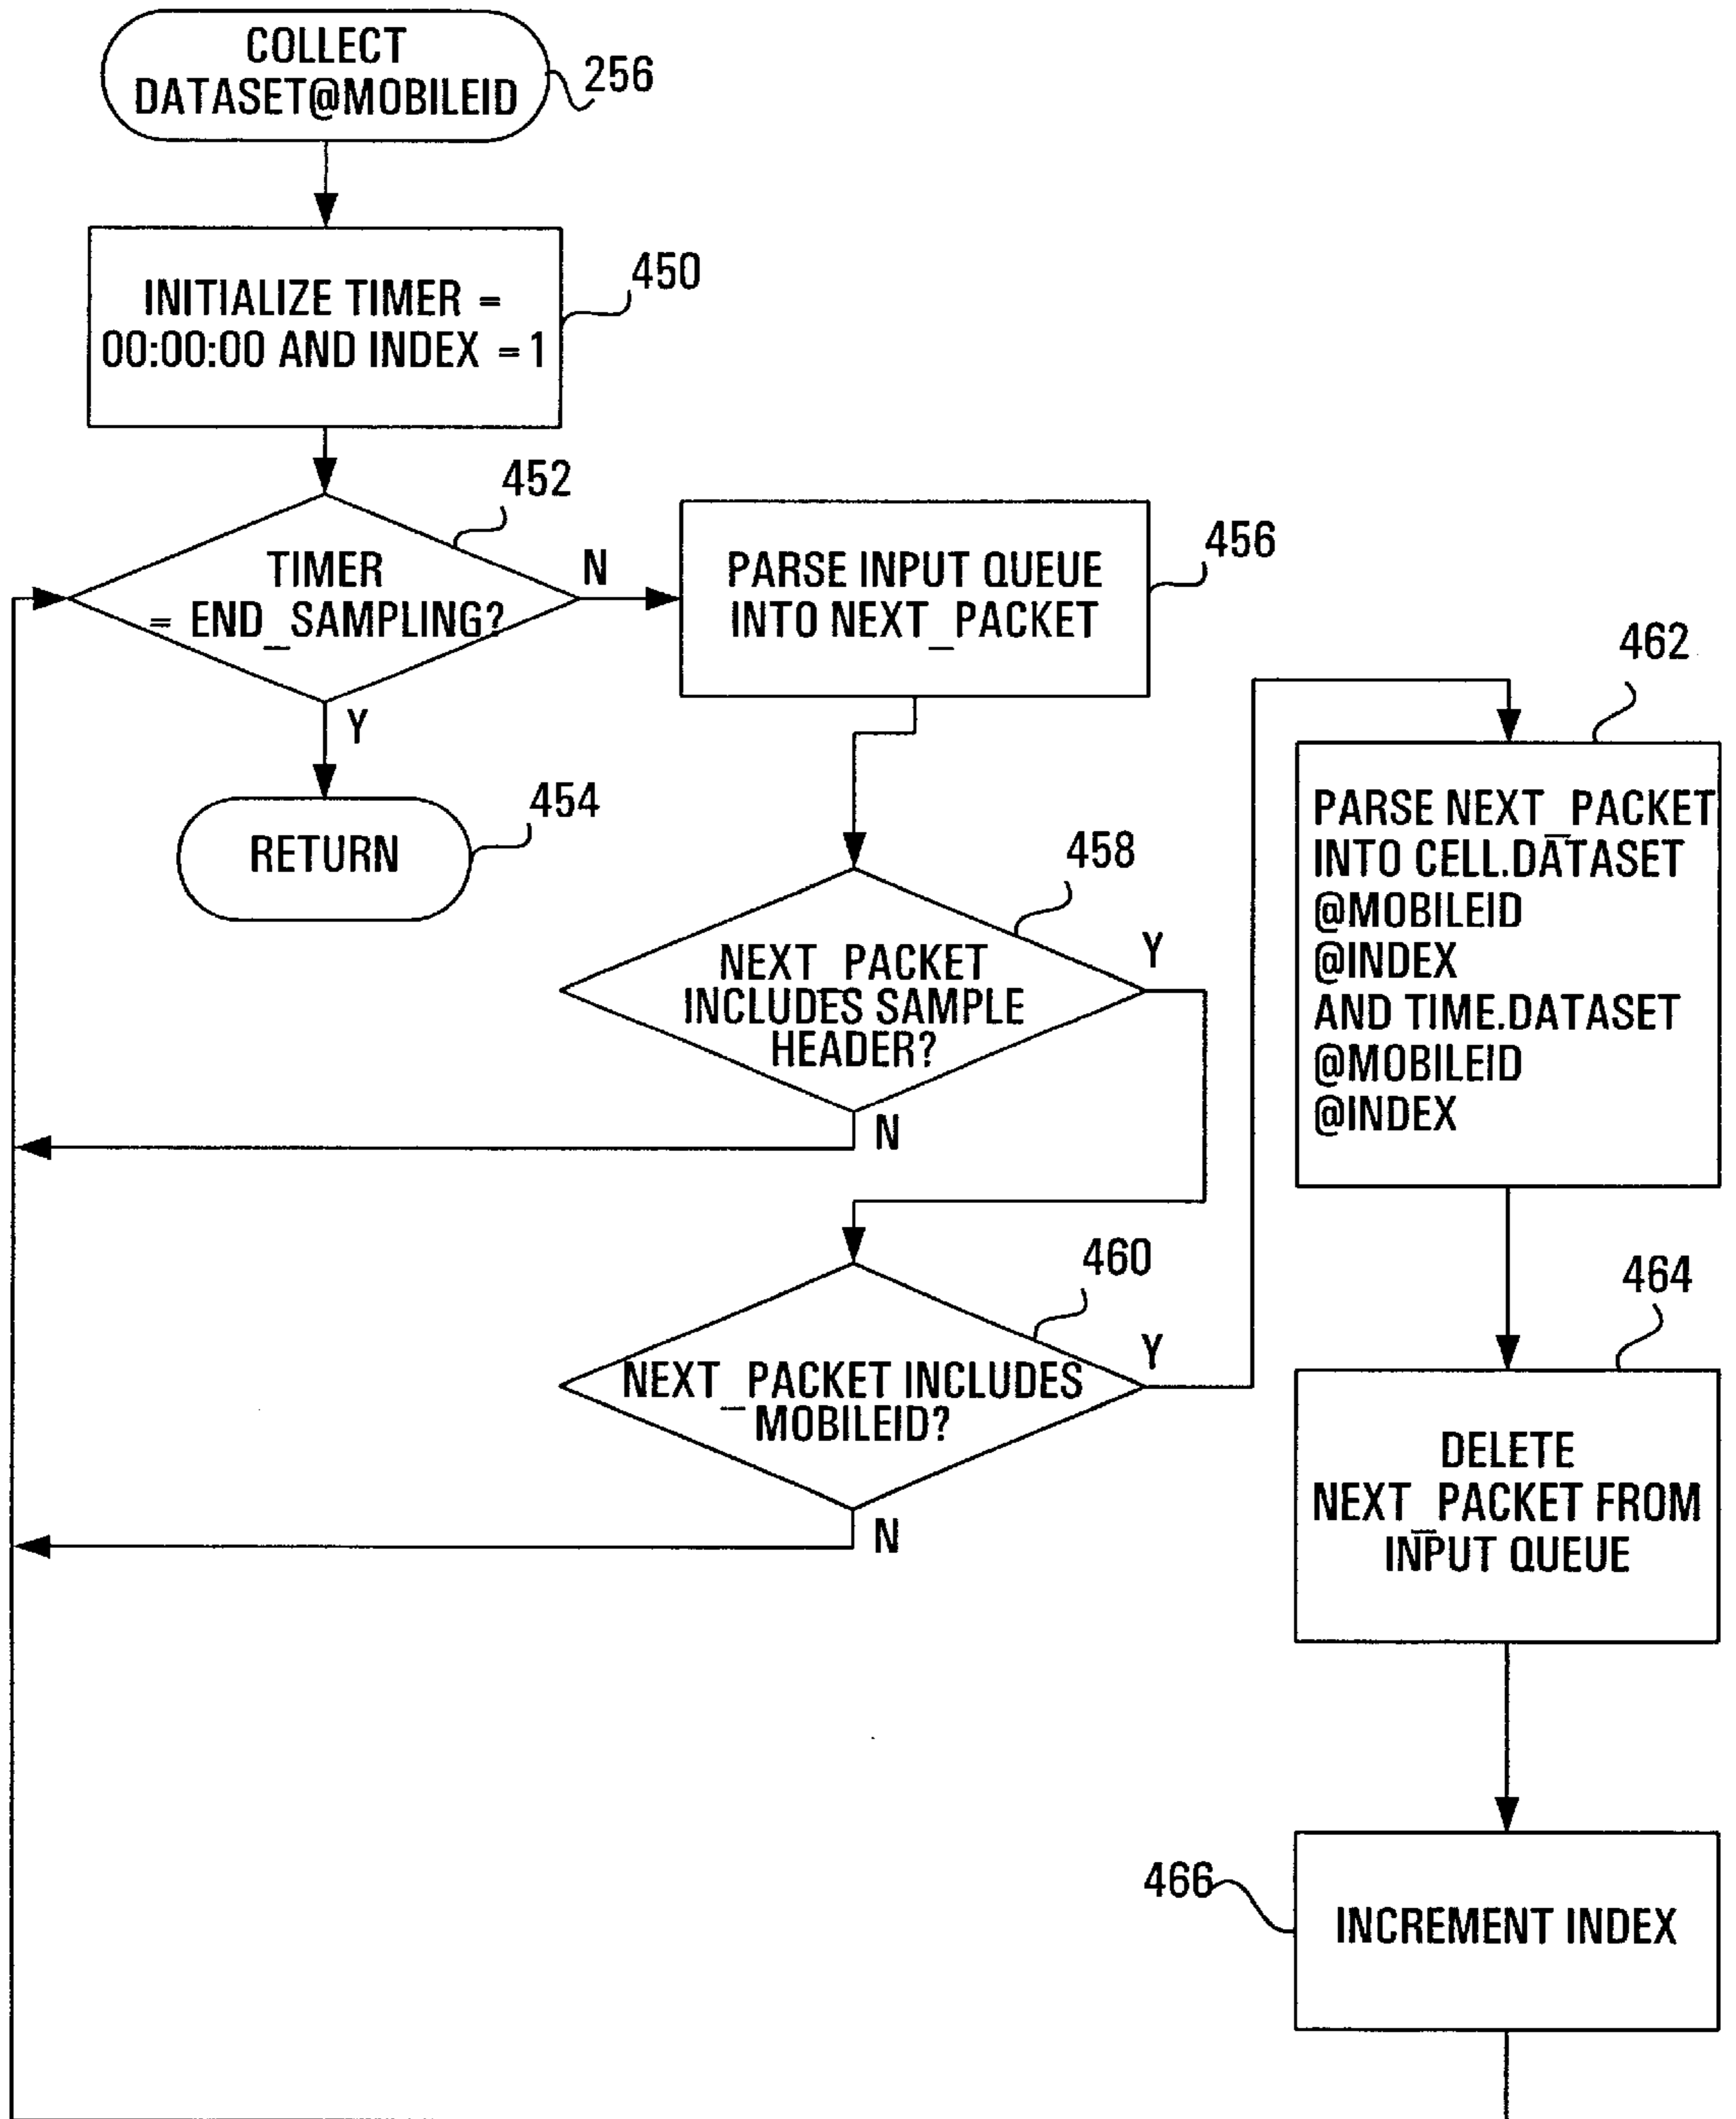 COLLECT
DATASET@MOBILEID
256
INITIALIZE TIMER =
00:00:00 AND INDEX = 1
450
TIMER
= END_SAMPLING?
452
N
Y
RETURN
454
PARSE INPUT QUEUE
INTO NEXT_PACKET
456
NEXT_PACKET
INCLUDES SAMPLE
HEADER?
458
Y
N
NEXT_PACKET INCLUDES
MOBILEID?
460
Y
N
462
PARSE NEXT_PACKET
INTO CELL.DATASET
@MOBILEID
@INDEX
AND TIME.DATASET
@MOBILEID
@INDEX
464
DELETE
NEXT_PACKET FROM
INPUT QUEUE
466
INCREMENT INDEX